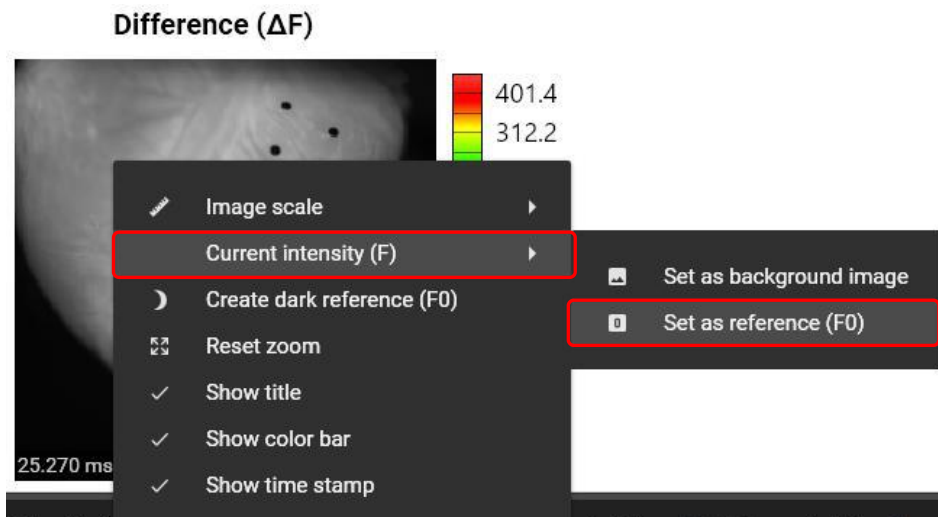 Difference (ΔF)
401.4
312.2
Image scale
Current intensity (F)
Set as background image
Create dark reference (F0)
0 Set as reference (F0)
Reset zoom
Show title
Show color bar
25.270 ms
Show time stamp